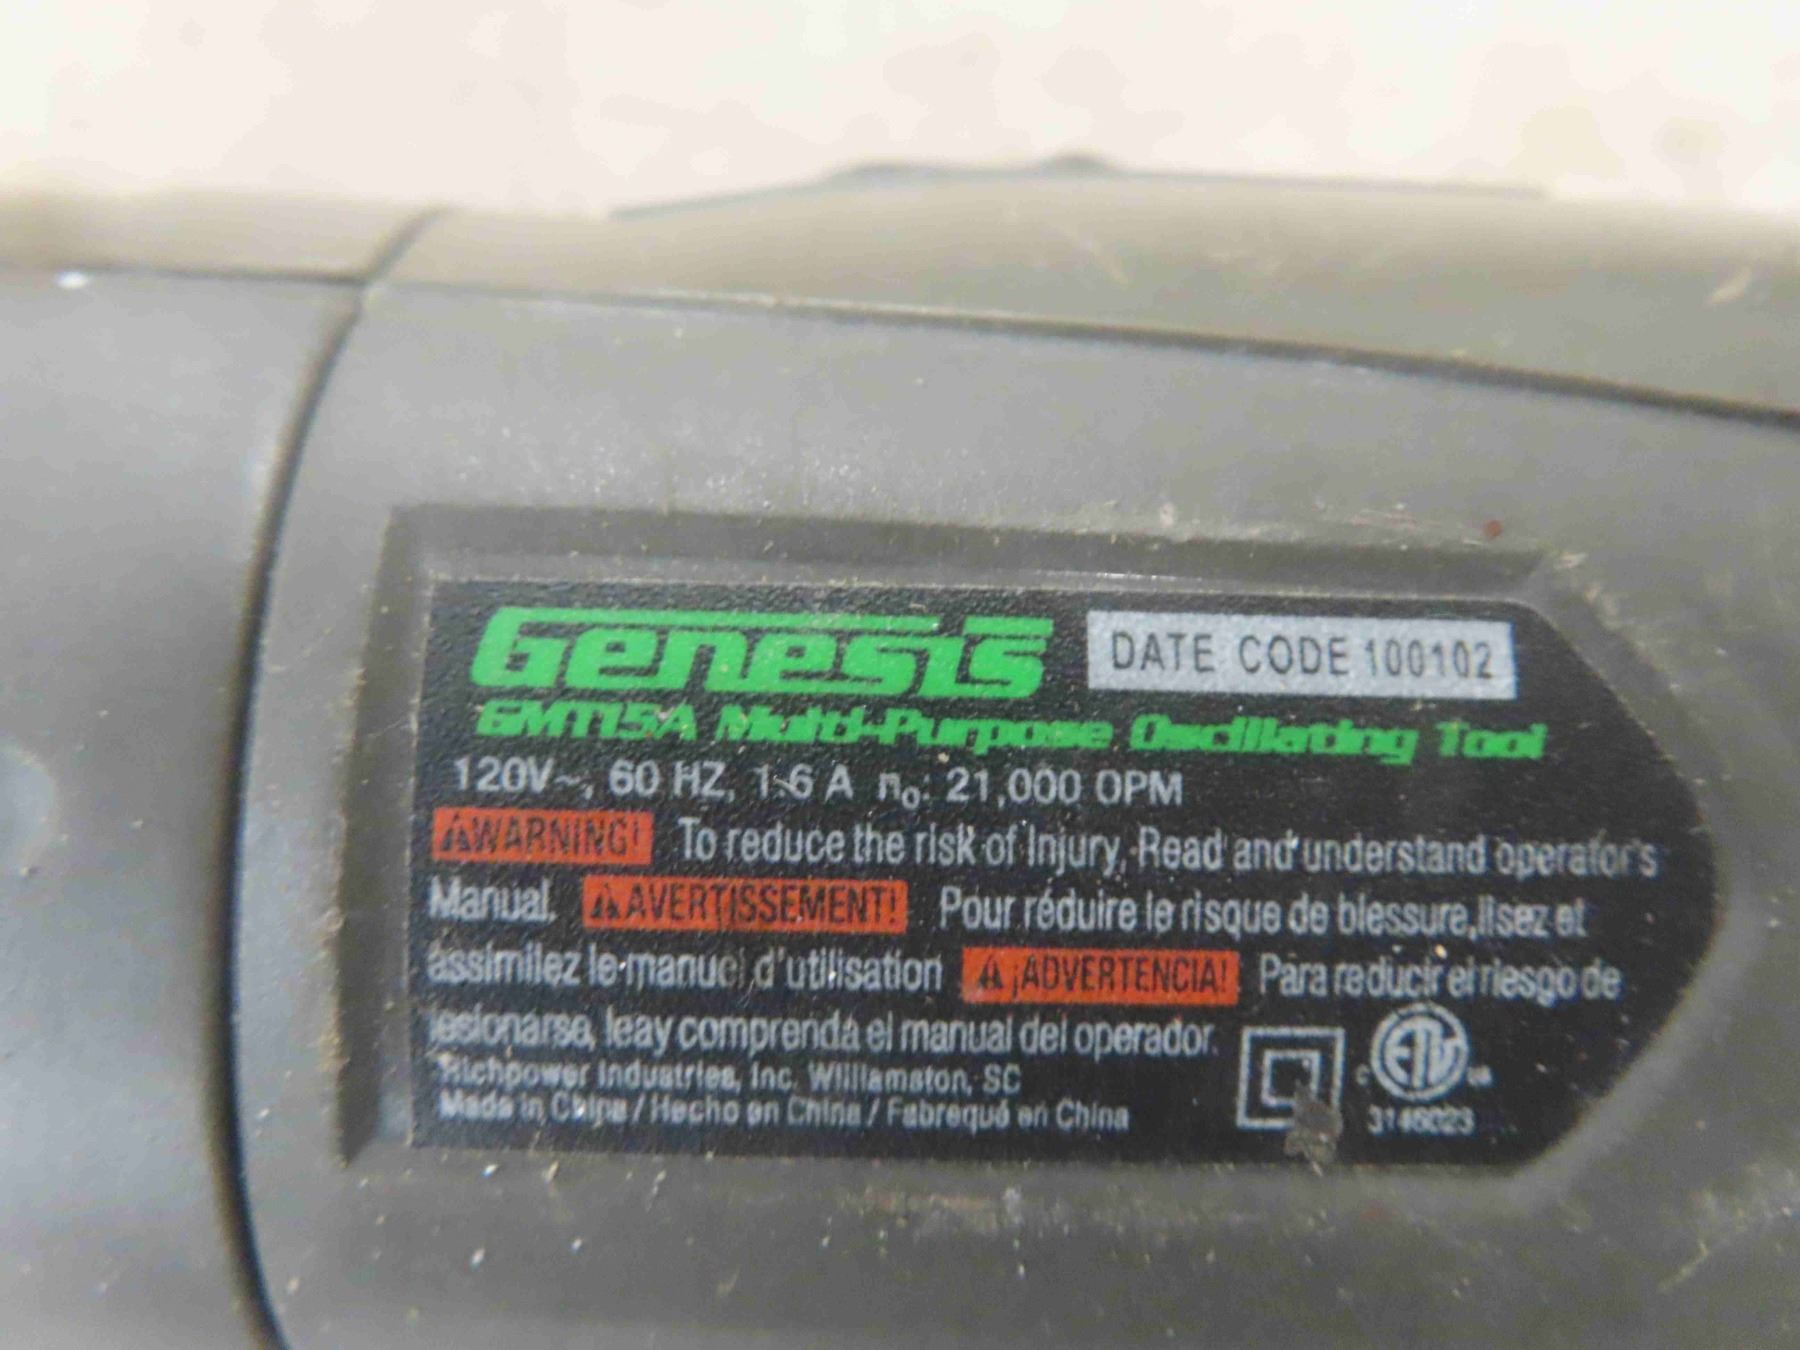 Genesis DATE CODE 100102
GMT15A Multi-Purpose Oscillating Tool
120V~, 60 HZ, 1.6 A n₀: 21,000 OPM
⚠WARNING! To reduce the risk of Injury, Read and understand operator's
Manual. ⚠AVERTISSEMENT! Pour réduire le risque de blessure, lisez et
assimilez le manuel d'utilisation ⚠ ¡ADVERTENCIA! Para reducir el riesgo de
lesionarse, lea y comprenda el manual del operador.
Richpower Industries, Inc. Williamston, SC
Made in China / Hecho en China / Fabrequé en China
C ETL US
3146023